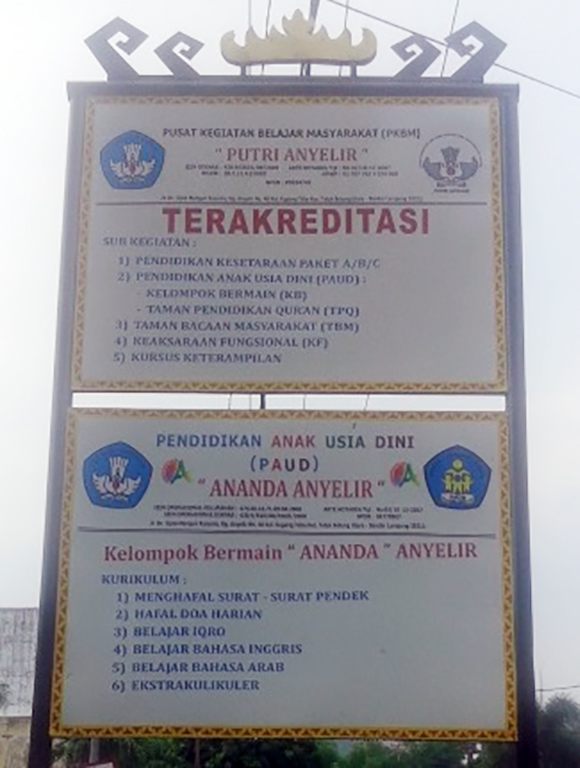 PUSAT KEGIATAN BELAJAR MASYARAKAT (PKBM)
" PUTRI ANYELIR "
TERAKREDITASI
SUB KEGIATAN :
1) PENDIDIKAN KESETARAAN PAKET A/B/C
2) PENDIDIKAN ANAK USIA DINI (PAUD) :
- KELOMPOK BERMAIN (KB)
- TAMAN PENDIDIKAN QUR'AN (TPQ)
3) TAMAN BACAAN MASYARAKAT (TBM)
4) KEAKSARAAN FUNGSIONAL (KF)
5) KURSUS KETERAMPILAN
PENDIDIKAN ANAK USIA DINI
(PAUD)
" ANANDA ANYELIR "
Kelompok Bermain " ANANDA " ANYELIR
KURIKULUM :
1) MENGHAFAL SURAT - SURAT PENDEK
2) HAFAL DOA HARIAN
3) BELAJAR IQRO
4) BELAJAR BAHASA INGGRIS
5) BELAJAR BAHASA ARAB
6) EKSTRAKULIKULER